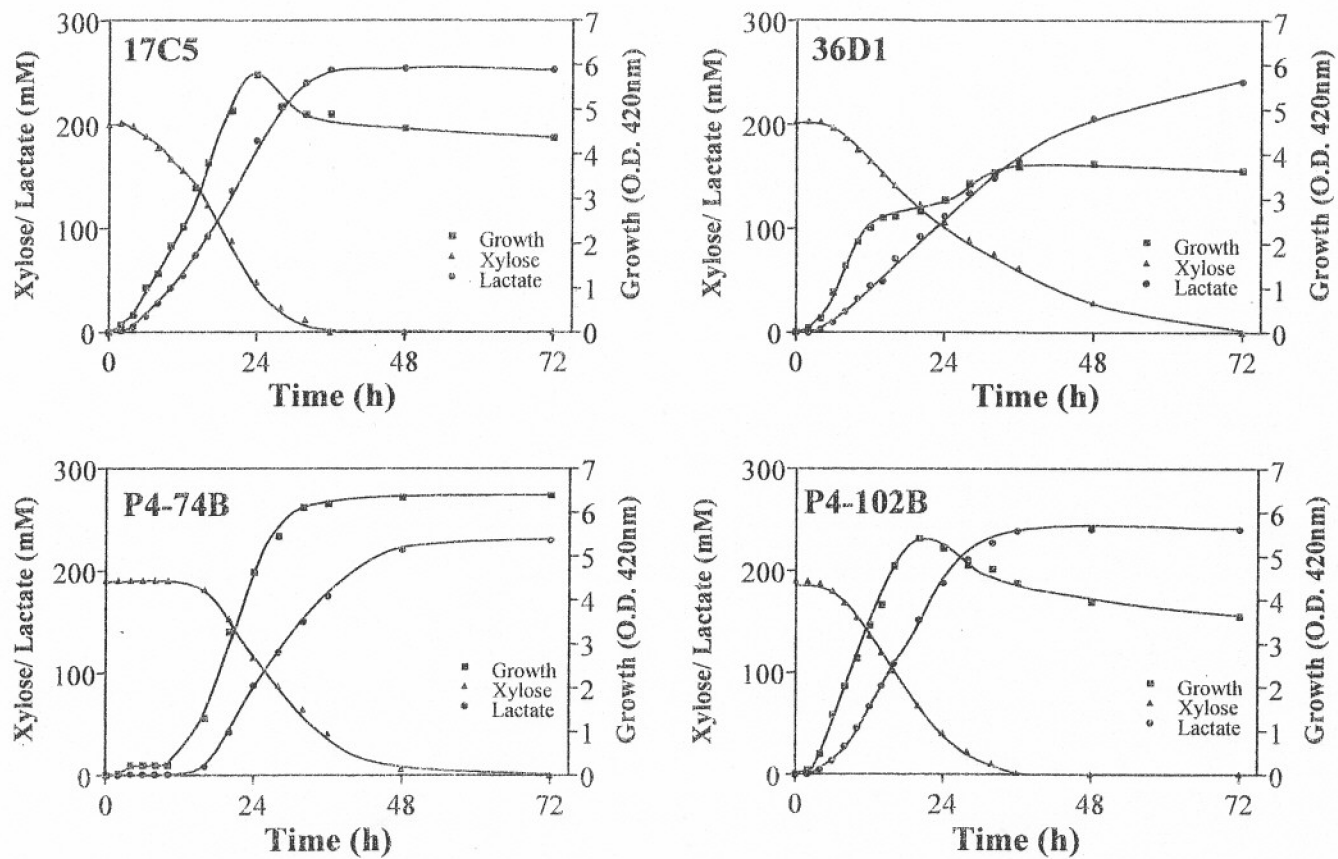 17C5
Xylose/ Lactate (mM)
300
200
100
0
7
6
5
4
3
2
1
0
Growth (O.D. 420nm)
Growth
Xylose
Lactate
0
24
48
72
Time (h)
36D1
Xylose/ Lactate (mM)
300
200
100
0
7
6
5
4
3
2
1
0
Growth (O.D. 420nm)
Growth
Xylose
Lactate
0
24
48
72
Time (h)
P4-74B
Xylose/ Lactate (mM)
300
200
100
0
7
6
5
4
3
2
1
0
Growth (O.D. 420nm)
Growth
Xylose
Lactate
0
24
48
72
Time (h)
P4-102B
Xylose/ Lactate (mM)
300
200
100
0
7
6
5
4
3
2
1
0
Growth (O.D. 420nm)
Growth
Xylose
Lactate
0
24
48
72
Time (h)